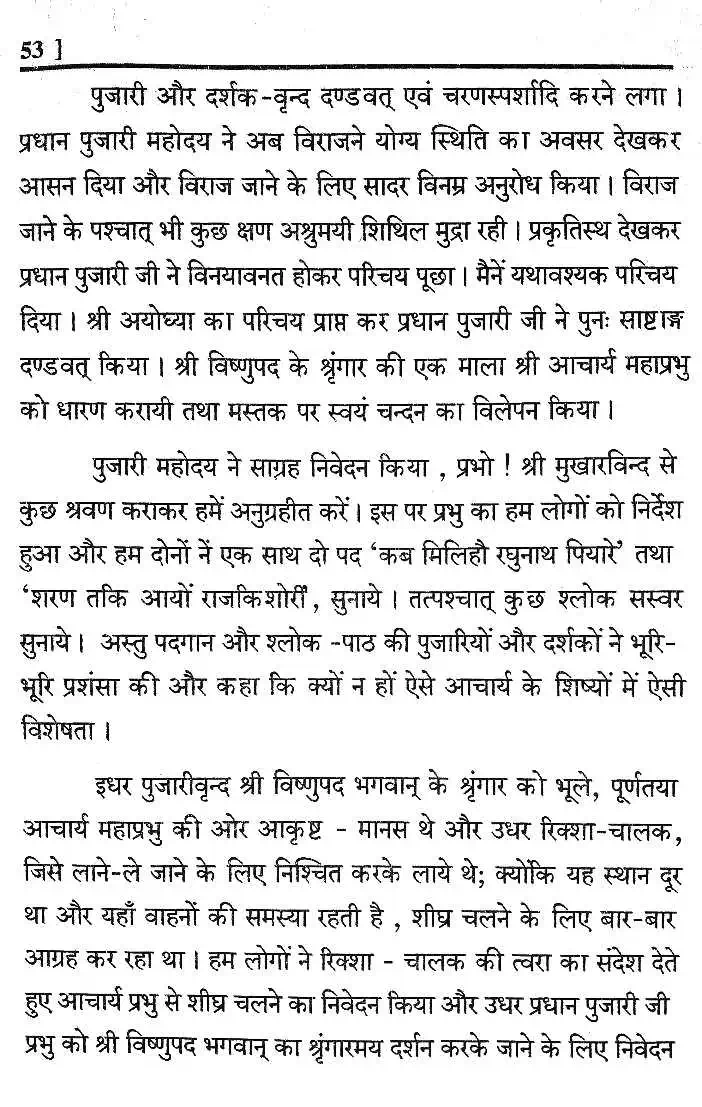 53 ]
पुजारी और दर्शक-वृन्द दण्डवत् एवं चरणस्पर्शादि करने लगा ।
प्रधान पुजारी महोदय ने अब विराजने योग्य स्थिति का अवसर देखकर
आसन दिया और विराज जाने के लिए सादर विनम्र अनुरोध किया । विराज
जाने के पश्चात् भी कुछ क्षण अश्रुमयी शिथिल मुद्रा रही । प्रकृतिस्थ देखकर
प्रधान पुजारी जी ने विनयावनत होकर परिचय पूछा । मैनें यथावश्यक परिचय
दिया । श्री अयोध्या का परिचय प्राप्त कर प्रधान पुजारी जी ने पुनः साष्टाङ्ग
दण्डवत् किया । श्री विष्णुपद के श्रृंगार की एक माला श्री आचार्य महाप्रभु
को धारण करायी तथा मस्तक पर स्वयं चन्दन का विलेपन किया ।
पुजारी महोदय ने साग्रह निवेदन किया , प्रभो ! श्री मुखारविन्द से
कुछ श्रवण कराकर हमें अनुग्रहीत करें । इस पर प्रभु का हम लोगों को निर्देश
हुआ और हम दोनों नें एक साथ दो पद ‘कब मिलिहौ रघुनाथ पियारे’ तथा
‘शरण तकि आयों राजकिशोरी’, सुनाये । तत्पश्चात् कुछ श्लोक सस्वर
सुनाये । अस्तु पदगान और श्लोक -पाठ की पुजारियों और दर्शकों ने भूरि-
भूरि प्रशंसा की और कहा कि क्यों न हों ऐसे आचार्य के शिष्यों में ऐसी
विशेषता ।
इधर पुजारीवृन्द श्री विष्णुपद भगवान् के श्रृंगार को भूले, पूर्णतया
आचार्य महाप्रभु की ओर आकृष्ट - मानस थे और उधर रिक्शा-चालक,
जिसे लाने-ले जाने के लिए निश्चित करके लाये थे; क्योंकि यह स्थान दूर
था और यहाँ वाहनों की समस्या रहती है , शीघ्र चलने के लिए बार-बार
आग्रह कर रहा था । हम लोगों ने रिक्शा - चालक की त्वरा का संदेश देते
हुए आचार्य प्रभु से शीघ्र चलने का निवेदन किया और उधर प्रधान पुजारी जी
प्रभु को श्री विष्णुपद भगवान् का श्रृंगारमय दर्शन करके जाने के लिए निवेदन